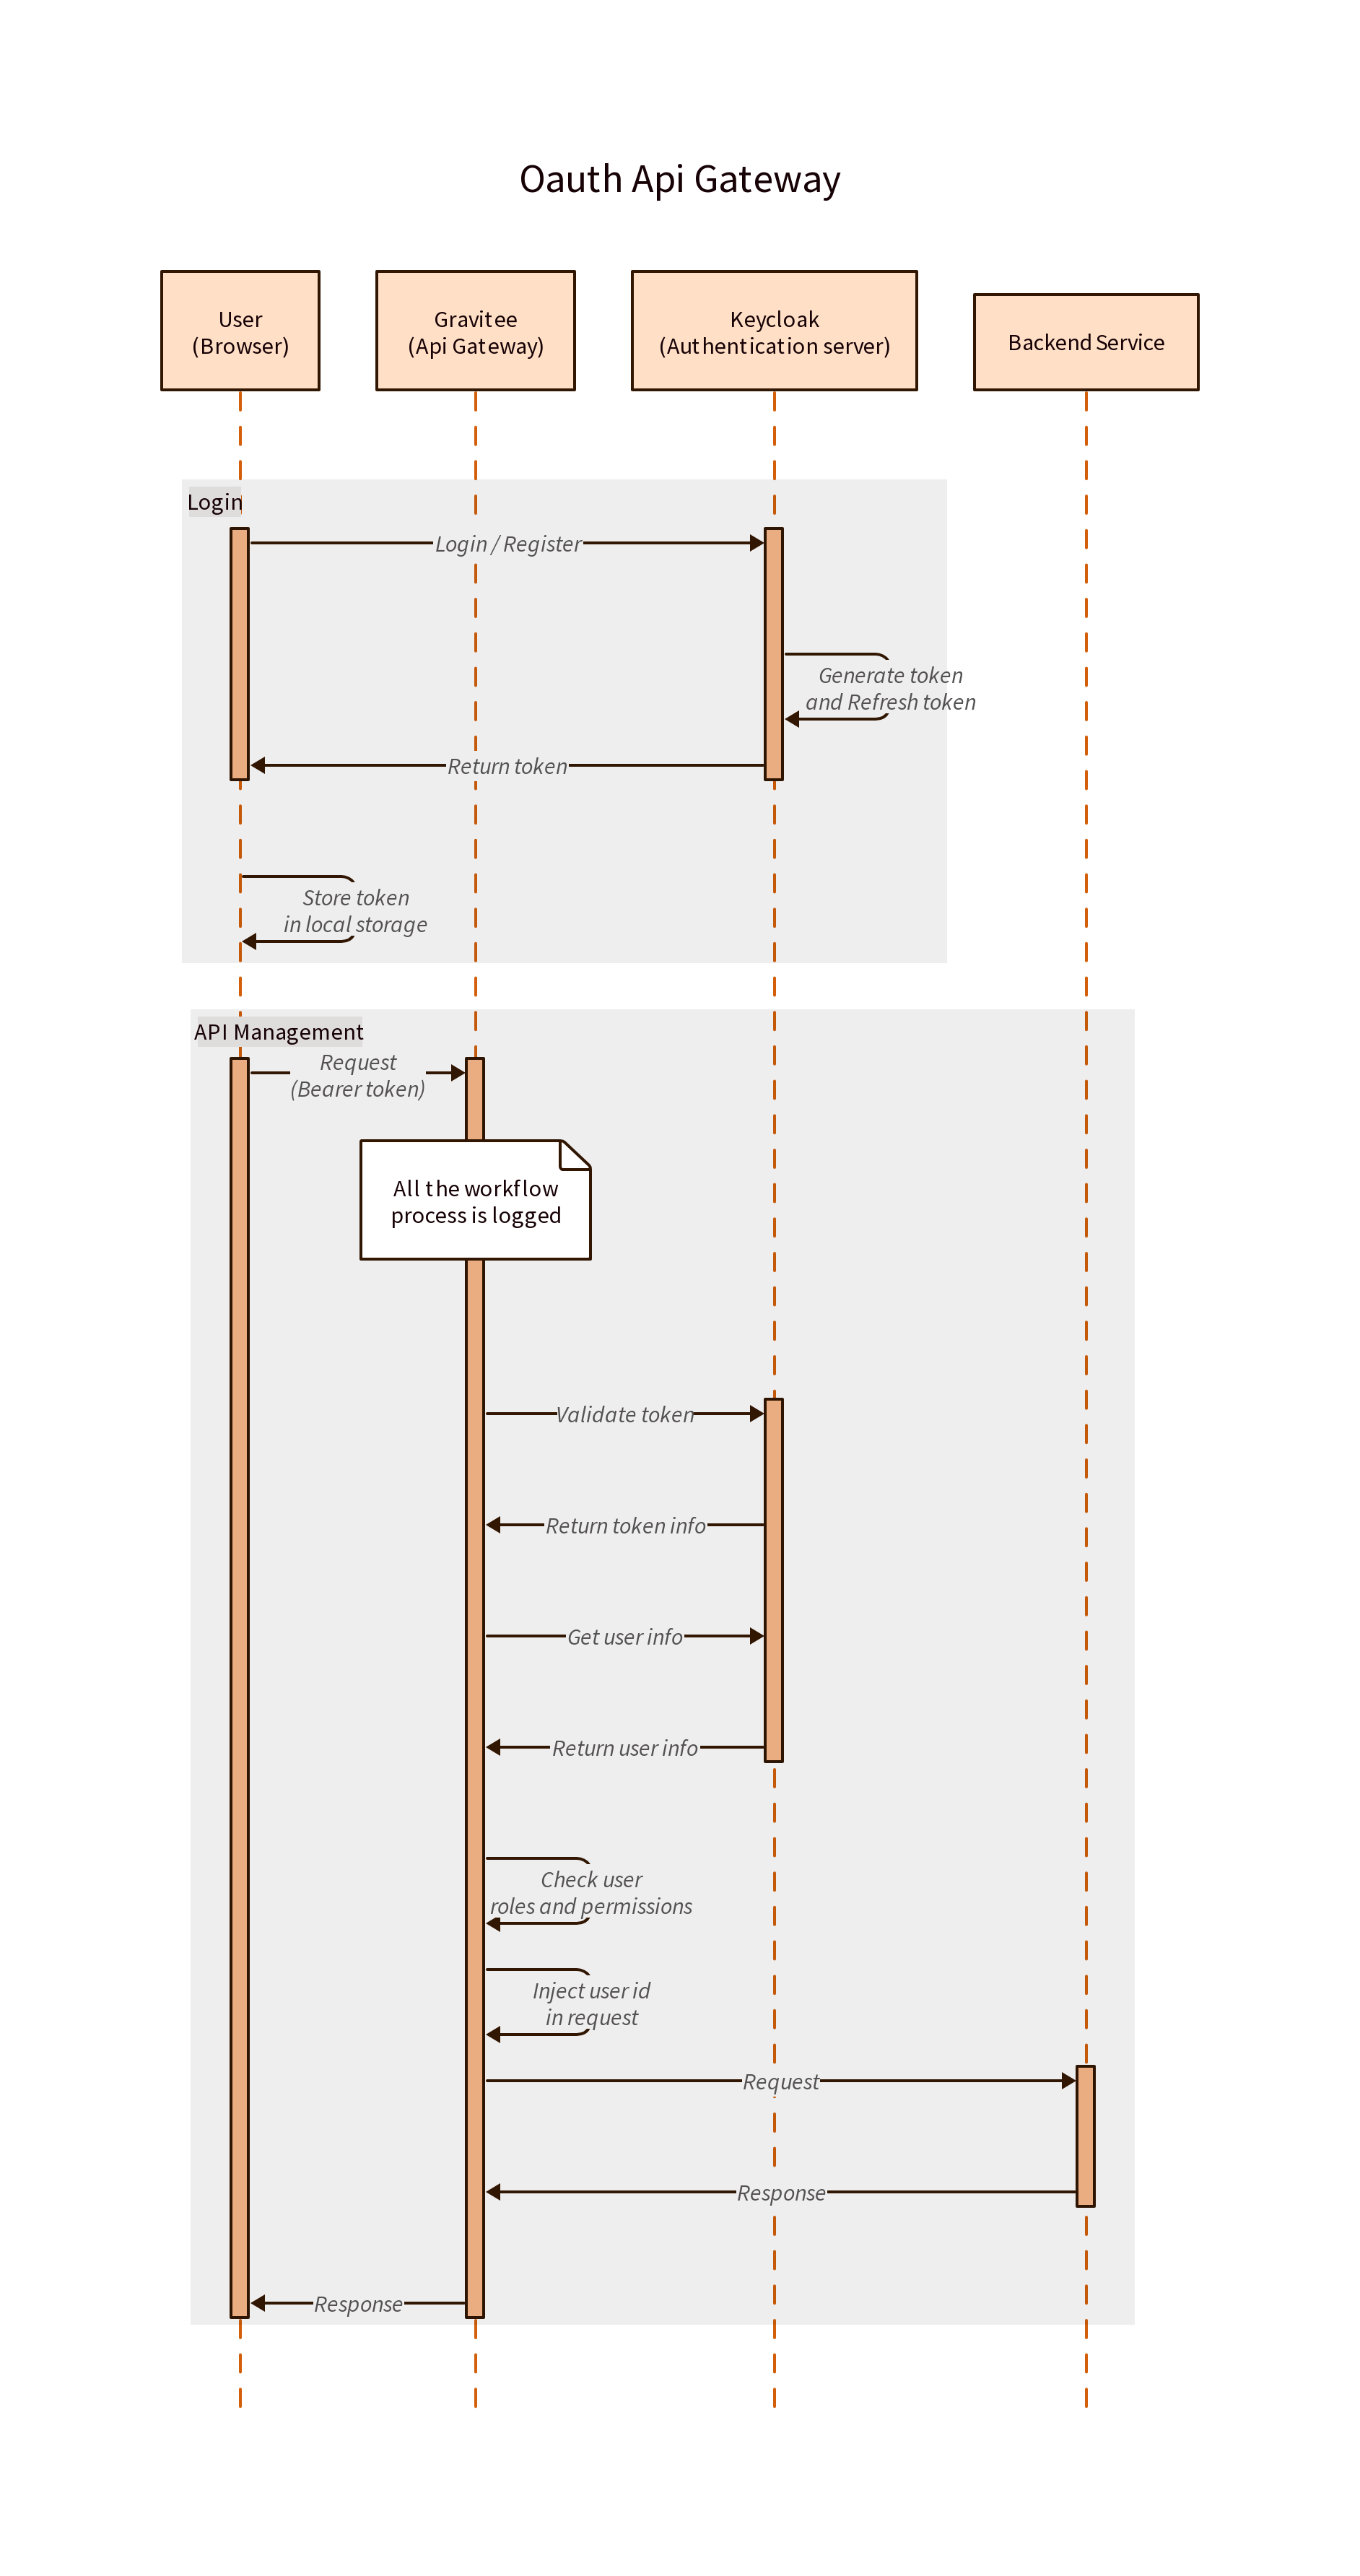 Oauth Api Gateway
User
(Browser)
Gravitee
(Api Gateway)
Keycloak
(Authentication server)
Backend Service
Login
Login / Register
Generate token
and Refresh token
Return token
Store token
in local storage
API Management
Request
(Bearer token)
All the workflow
process is logged
Validate token
Return token info
Get user info
Return user info
Check user
roles and permissions
Inject user id
in request
Request
Response
Response